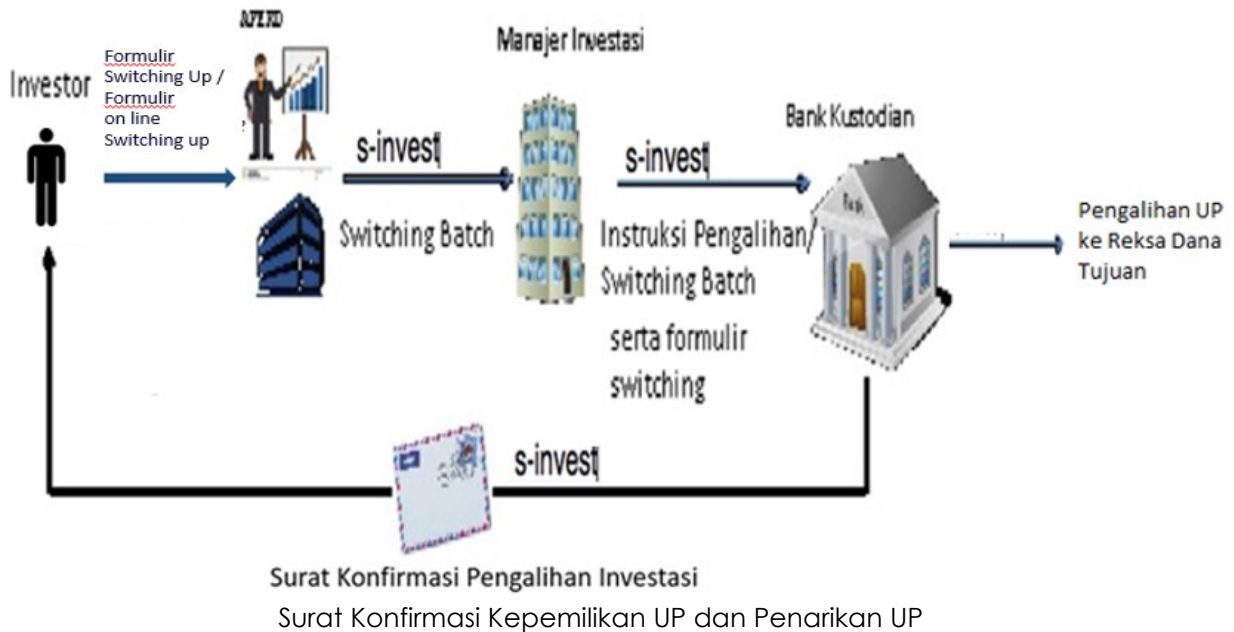 APERD
Manajer Investasi
Investor
Formulir
Switching Up /
Formulir
on line
Switching up
s-invest
Switching Batch
s-invest
Instruksi Pengalihan/
Switching Batch
serta formulir
switching
Bank Kustodian
Bank
Pengalihan UP
ke Reksa Dana
Tujuan
s-invest
Surat Konfirmasi Pengalihan Investasi
Surat Konfirmasi Kepemilikan UP dan Penarikan UP